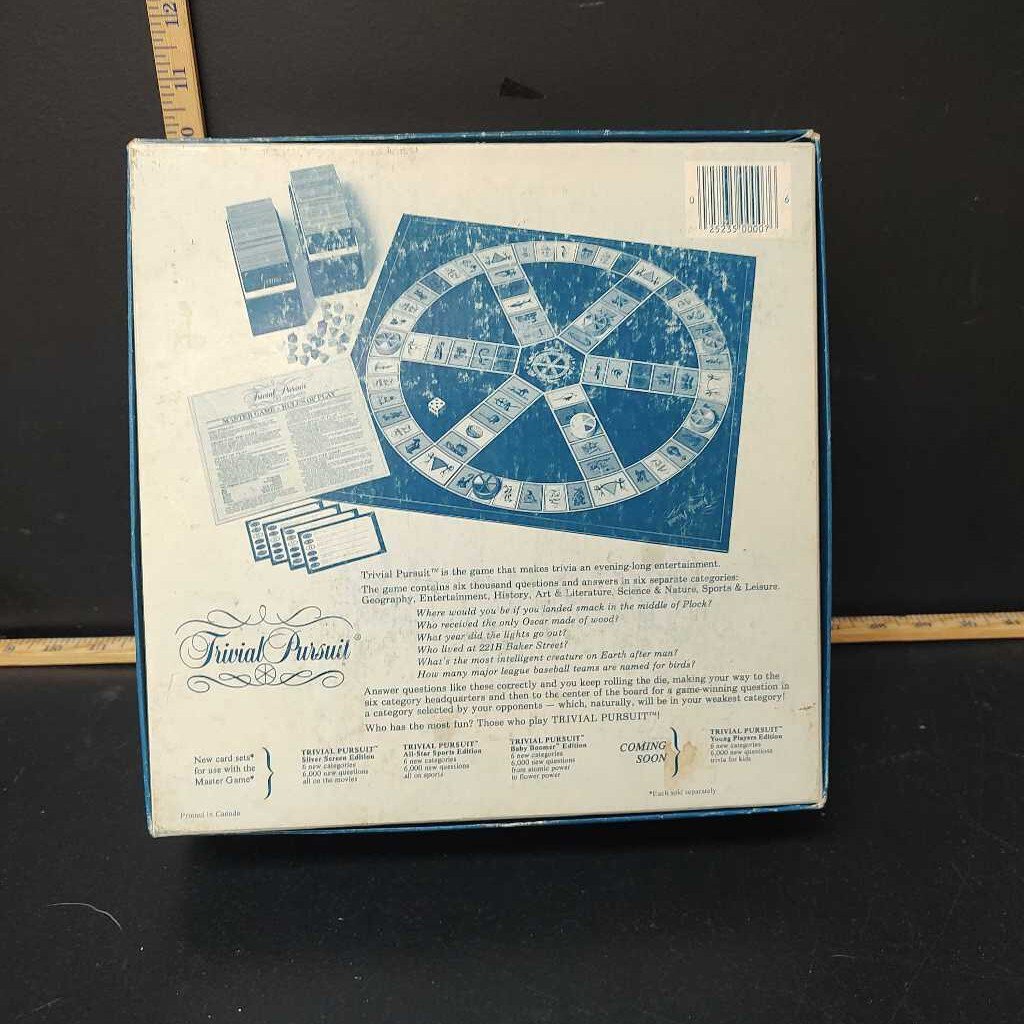 12
11
10
0 25235 00007 6
Trivial Pursuit
MASTER GAME - RULES OF PLAY
Trivial Pursuit
Trivial Pursuit™ is the game that makes trivia an evening-long entertainment.
The game contains six thousand questions and answers in six separate categories:
Geography, Entertainment, History, Art & Literature, Science & Nature, Sports & Leisure.
Where would you be if you landed smack in the middle of Plock?
Who received the only Oscar made of wood?
What year did the lights go out?
Who lived at 221B Baker Street?
What's the most intelligent creature on Earth after man?
How many major league baseball teams are named for birds?
Answer questions like these correctly and you keep rolling the die, making your way to the
six category headquarters and then to the center of the board for a game-winning question in
a category selected by your opponents — which, naturally, will be in your weakest category!
Who has the most fun? Those who play TRIVIAL PURSUIT™!
Trivial Pursuit®
New card sets*
for use with the
Master Game*
TRIVIAL PURSUIT™
Silver Screen Edition
6 new categories
6,000 new questions
all on the movies
TRIVIAL PURSUIT™
All-Star Sports Edition
6 new categories
6,000 new questions
all on sports
TRIVIAL PURSUIT™
Baby Boomer™ Edition
6 new categories
6,000 new questions
from atomic power
to flower power
COMING
SOON
TRIVIAL PURSUIT™
Young Players Edition
6 new categories
6,000 new questions
trivia for kids
*Each sold separately
Printed in Canada